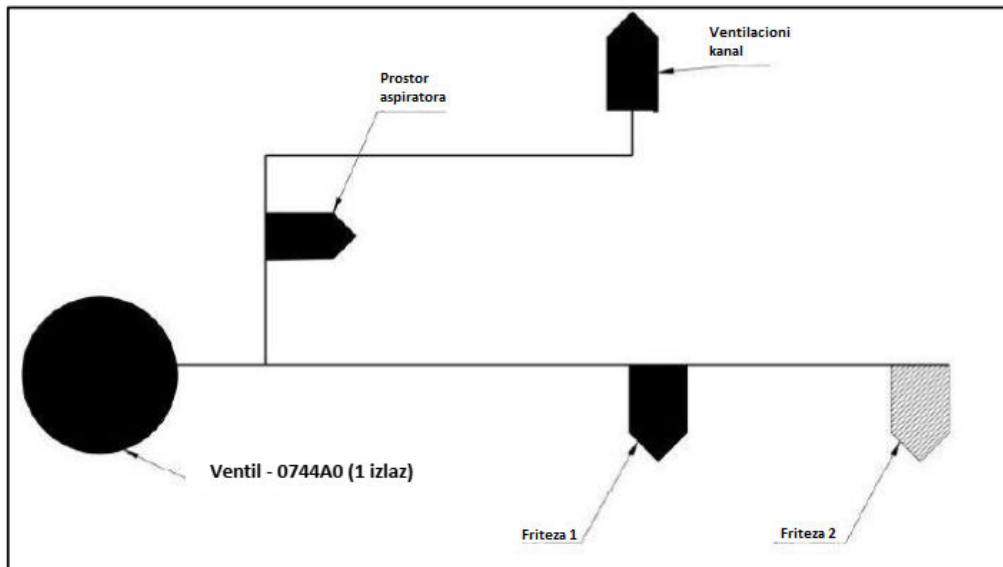 Ventilacioni
kanal
Prostor
aspiratora
Ventil - 0744A0 (1 izlaz)
Friteza 1
Friteza 2